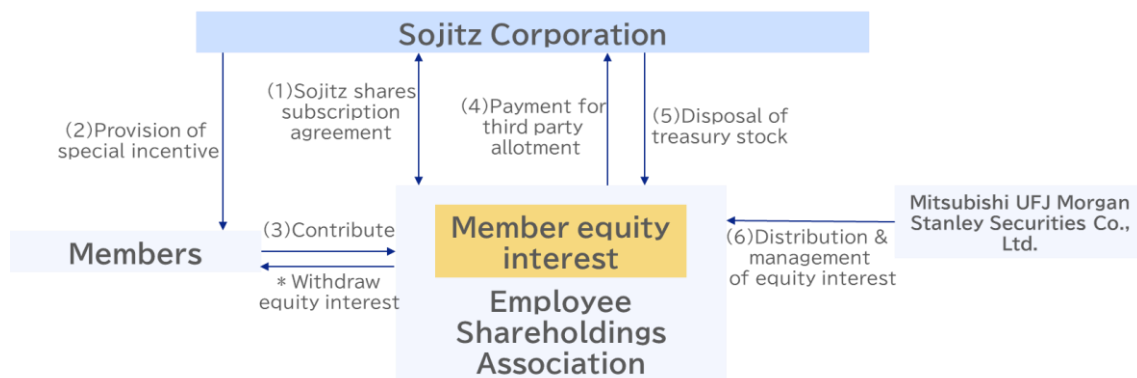 Sojitz Corporation
(1)Sojitz shares
subscription
agreement
(2)Provision of
special incentive
(4)Payment for
third party
allotment
(5)Disposal of
treasury stock
Members
(3)Contribute
* Withdraw
equity interest
Member equity
interest
Employee
Shareholdings
Association
Mitsubishi UFJ Morgan
Stanley Securities Co.,
Ltd.
(6)Distribution &
management
of equity interest